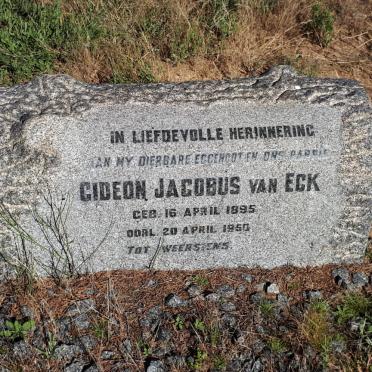 IN LIEFDEVOLLE HERINNERING
AAN MY DIERBARE EGGENOOT EN ONS PAPPIE
GIDEON JACOBUS VAN ECK
GEB. 16 APRIL 1895
OORL. 20 APRIL 1950
TOT WEERSIENS